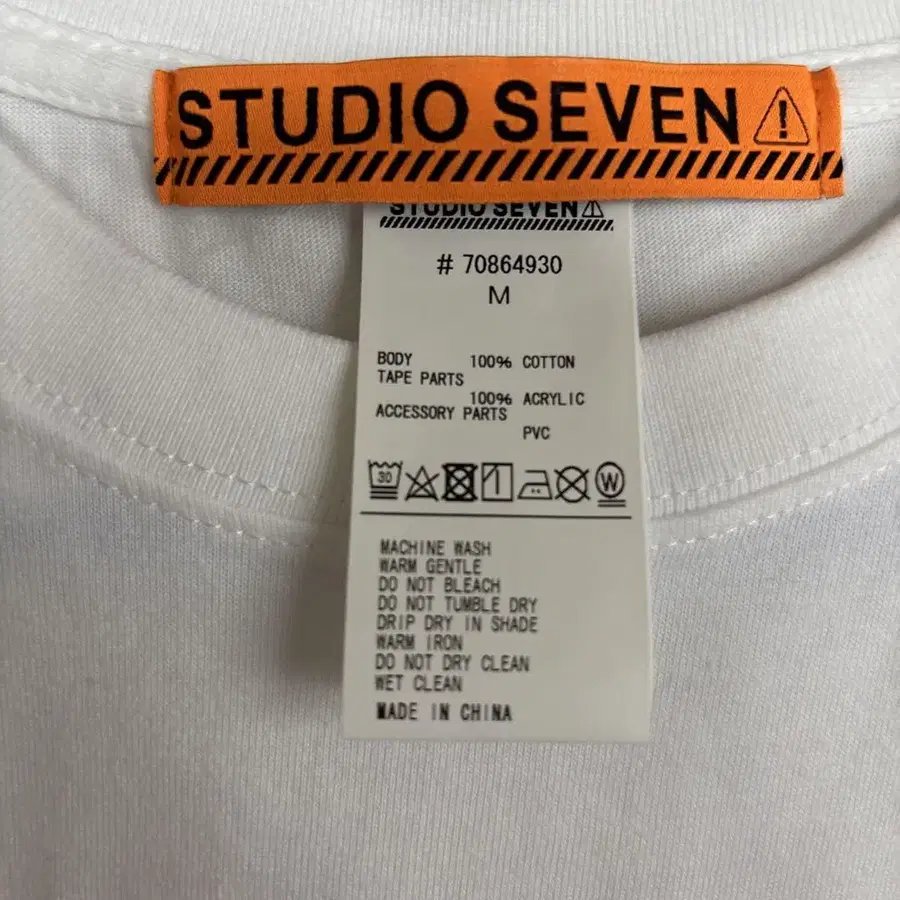 STUDIO SEVEN
STUDIO SEVEN
# 70864930
M
BODY 100% COTTON
TAPE PARTS
100% ACRYLIC
ACCESSORY PARTS
PVC
30 W
MACHINE WASH
WARM GENTLE
DO NOT BLEACH
DO NOT TUMBLE DRY
DRIP DRY IN SHADE
WARM IRON
DO NOT DRY CLEAN
WET CLEAN
MADE IN CHINA